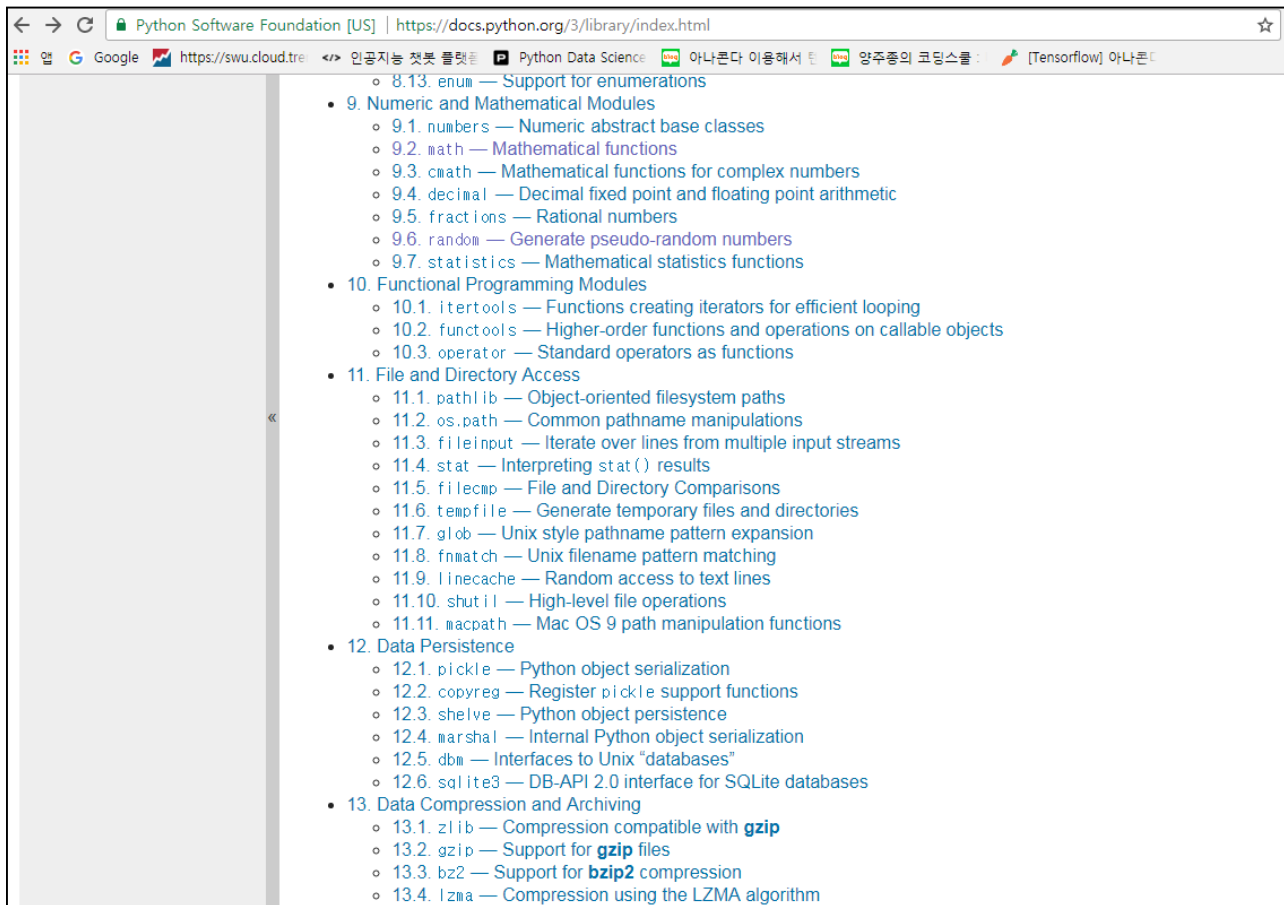 Python Software Foundation [US] | https://docs.python.org/3/library/index.html
앱 Google https://swu.cloud.tre 인공지능 챗봇 플랫폼 Python Data Science 아나콘다 이용해서 양주종의 코딩스쿨 : [Tensorflow] 아나콘다
8.13. enum — Support for enumerations
9. Numeric and Mathematical Modules
9.1. numbers — Numeric abstract base classes
9.2. math — Mathematical functions
9.3. cmath — Mathematical functions for complex numbers
9.4. decimal — Decimal fixed point and floating point arithmetic
9.5. fractions — Rational numbers
9.6. random — Generate pseudo-random numbers
9.7. statistics — Mathematical statistics functions
10. Functional Programming Modules
10.1. itertools — Functions creating iterators for efficient looping
10.2. functools — Higher-order functions and operations on callable objects
10.3. operator — Standard operators as functions
11. File and Directory Access
11.1. pathlib — Object-oriented filesystem paths
11.2. os.path — Common pathname manipulations
«
11.3. fileinput — Iterate over lines from multiple input streams
11.4. stat — Interpreting stat() results
11.5. filecmp — File and Directory Comparisons
11.6. tempfile — Generate temporary files and directories
11.7. glob — Unix style pathname pattern expansion
11.8. fnmatch — Unix filename pattern matching
11.9. linecache — Random access to text lines
11.10. shutil — High-level file operations
11.11. macpath — Mac OS 9 path manipulation functions
12. Data Persistence
12.1. pickle — Python object serialization
12.2. copyreg — Register pickle support functions
12.3. shelve — Python object persistence
12.4. marshal — Internal Python object serialization
12.5. dbm — Interfaces to Unix “databases”
12.6. sqlite3 — DB-API 2.0 interface for SQLite databases
13. Data Compression and Archiving
13.1. zlib — Compression compatible with gzip
13.2. gzip — Support for gzip files
13.3. bz2 — Support for bzip2 compression
13.4. lzma — Compression using the LZMA algorithm